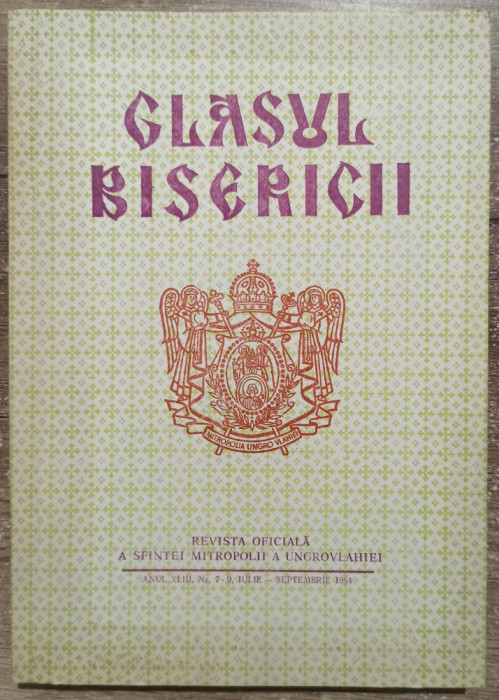 GLASUL
BISERICII
MITROPOLIA UNGRO VLAHIEI
REVISTA OFICIALĂ
A SFINTEI MITROPOLII A UNGROVLAHIEI
ANUL XLIII, Nr. 7-9, IULIE — SEPTEMBRIE 1984